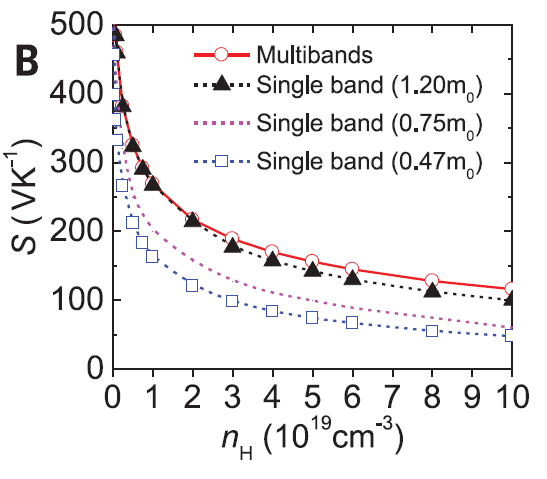 B
500
400
300
200
100
0
S (VK⁻¹)
Multibands
Single band (1.20m₀)
Single band (0.75m₀)
Single band (0.47m₀)
0 1 2 3 4 5 6 7 8 9 10
n_H (10¹⁹cm⁻³)